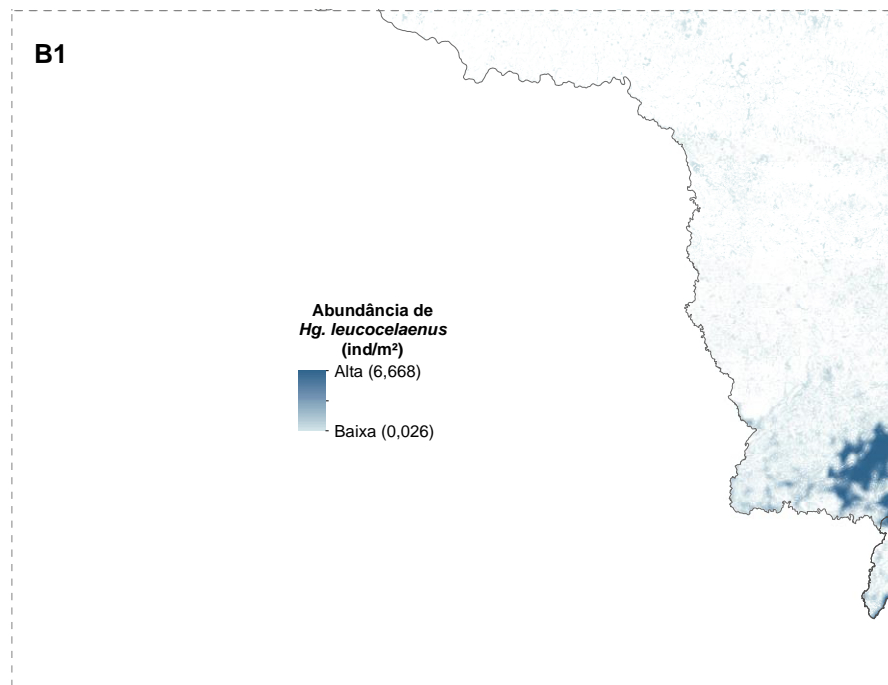 B1
Abundância de
Hg. leucocelaenus
(ind/m²)
Alta (6,668)
Baixa (0,026)